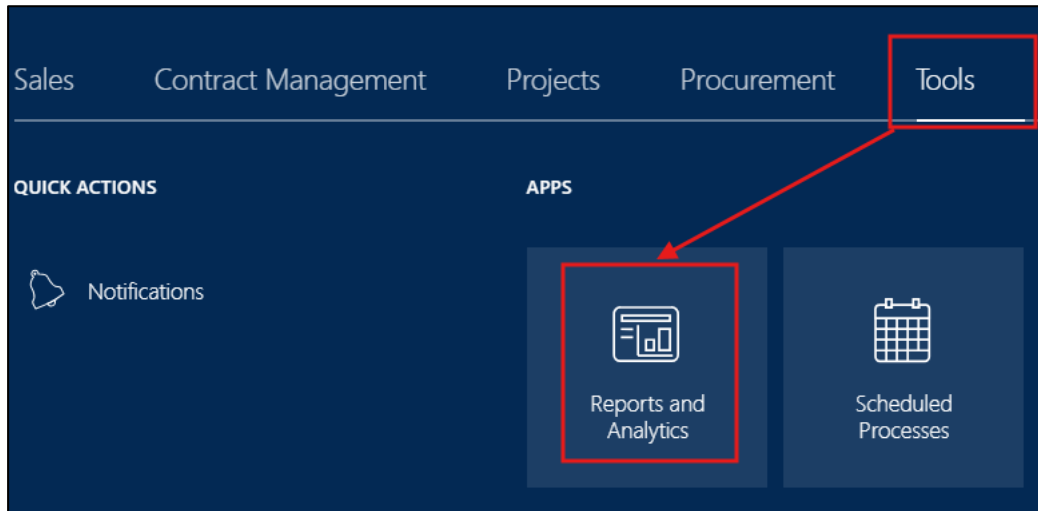 Sales Contract Management Projects Procurement Tools
QUICK ACTIONS
APPS
Notifications
Reports and
Analytics
Scheduled
Processes